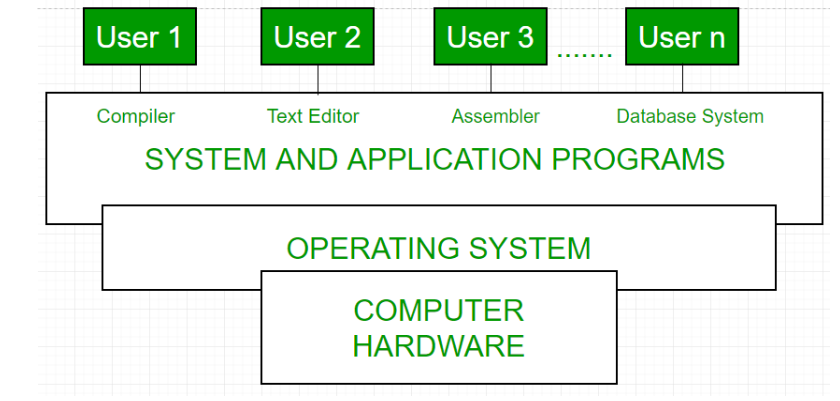 User 1 User 2 User 3 ....... User n
Compiler Text Editor Assembler Database System
SYSTEM AND APPLICATION PROGRAMS
OPERATING SYSTEM
COMPUTER
HARDWARE